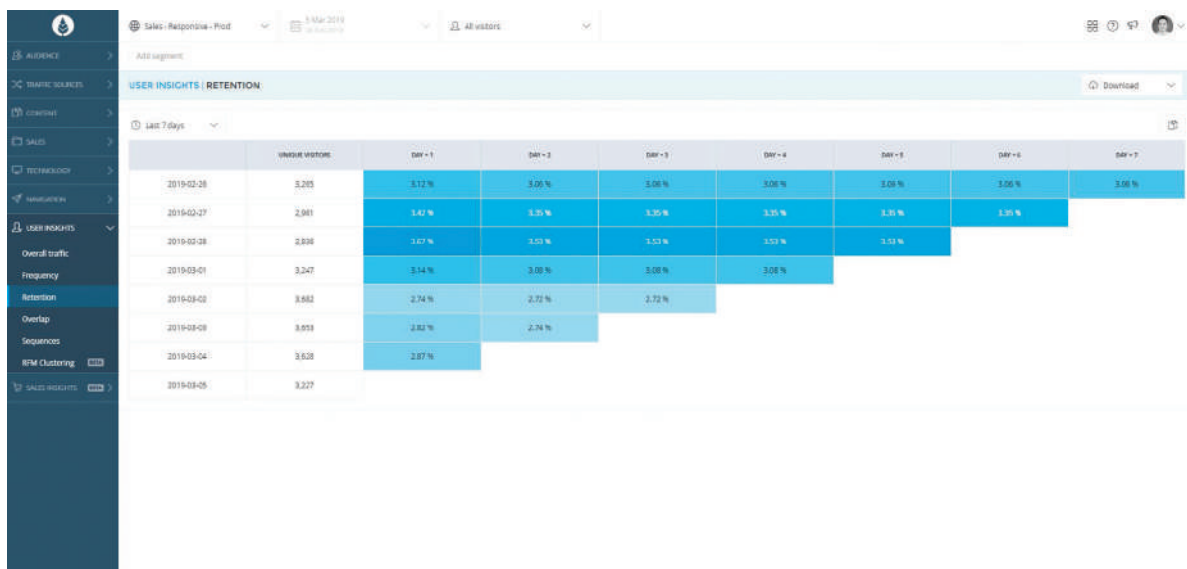 Sales - Responsive - Prod
5 Mar 2019
All visitors
AUDIENCE
Add segment
TRAFFIC SOURCES
USER INSIGHTS | RETENTION
Download
CONTENT
Last 7 days
SALES
UNIQUE VISITORS DAY + 1 DAY + 2 DAY + 3 DAY + 4 DAY + 5 DAY + 6 DAY + 7
TECHNOLOGY
2019-02-26 3,265 3.12 % 3.06 % 3.06 % 3.06 % 3.06 % 3.06 % 3.06 %
NAVIGATION
2019-02-27 2,981 3.42 % 3.35 % 3.35 % 3.35 % 3.35 % 3.35 %
USER INSIGHTS
2019-02-28 2,836 3.67 % 3.53 % 3.53 % 3.53 % 3.53 %
Overall traffic
Frequency
2019-03-01 3,247 3.14 % 3.08 % 3.08 % 3.08 %
Retention
2019-03-02 3,682 2.74 % 2.72 % 2.72 %
Overlap
2019-03-03 3,653 2.82 % 2.74 %
Sequences
2019-03-04 3,628 2.87 %
RFM Clustering BETA
2019-03-05 3,227
SALES INSIGHTS BETA